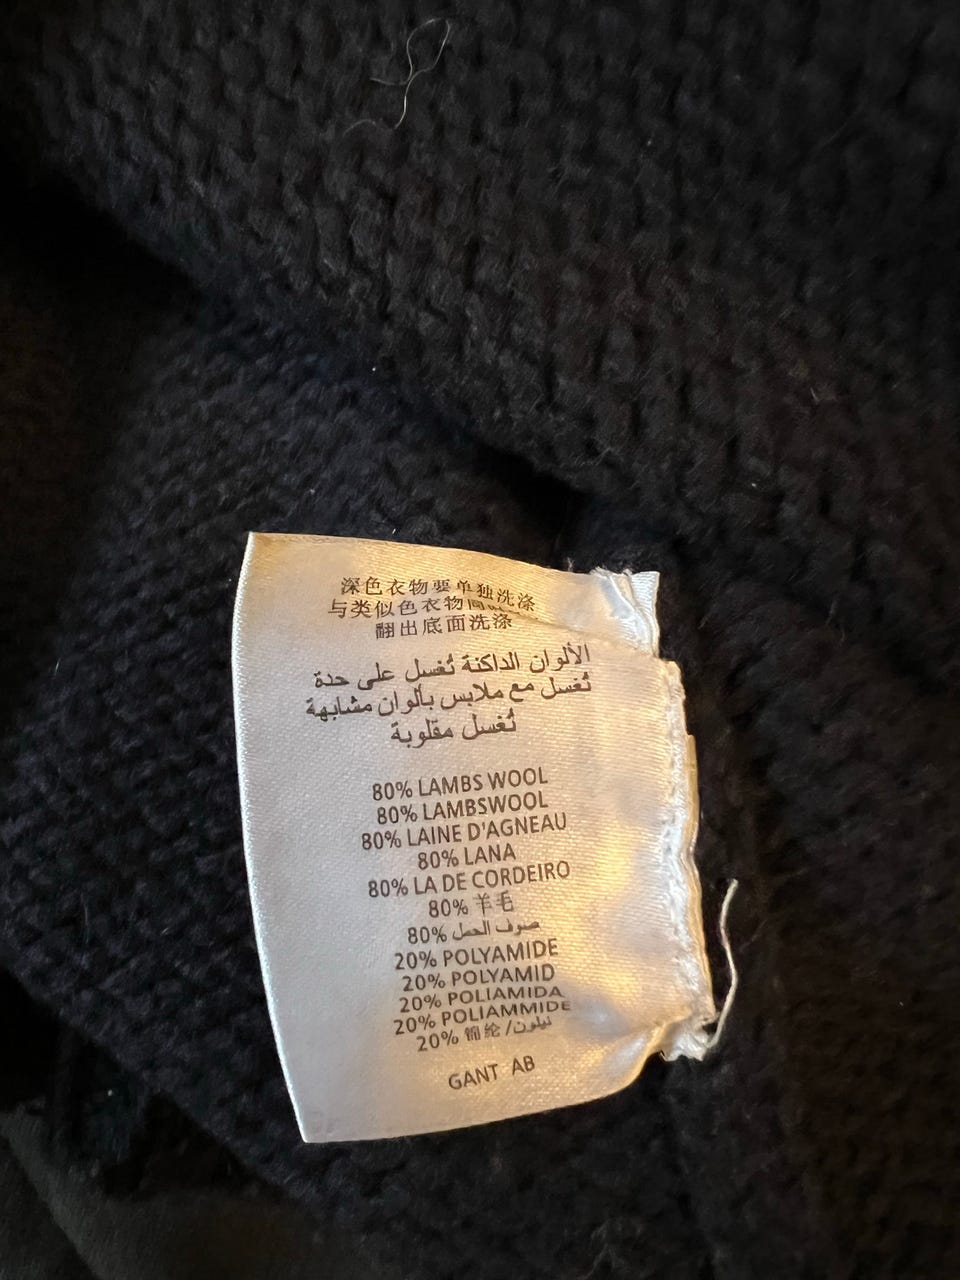 深色衣物要单独洗涤
与类似色衣物同时洗涤
翻出底面洗涤
الألوان الداكنة تُغسل على حدة
تُغسل مع ملابس بألوان مشابهة
تُغسل مقلوبة
80% LAMBS WOOL
80% LAMBSWOOL
80% LAINE D'AGNEAU
80% LANA
80% LA DE CORDEIRO
80% 羊毛
80% صوف الحمل
20% POLYAMIDE
20% POLYAMID
20% POLIAMIDA
20% POLIAMMIDE
20% 锦纶/نيلون
GANT AB